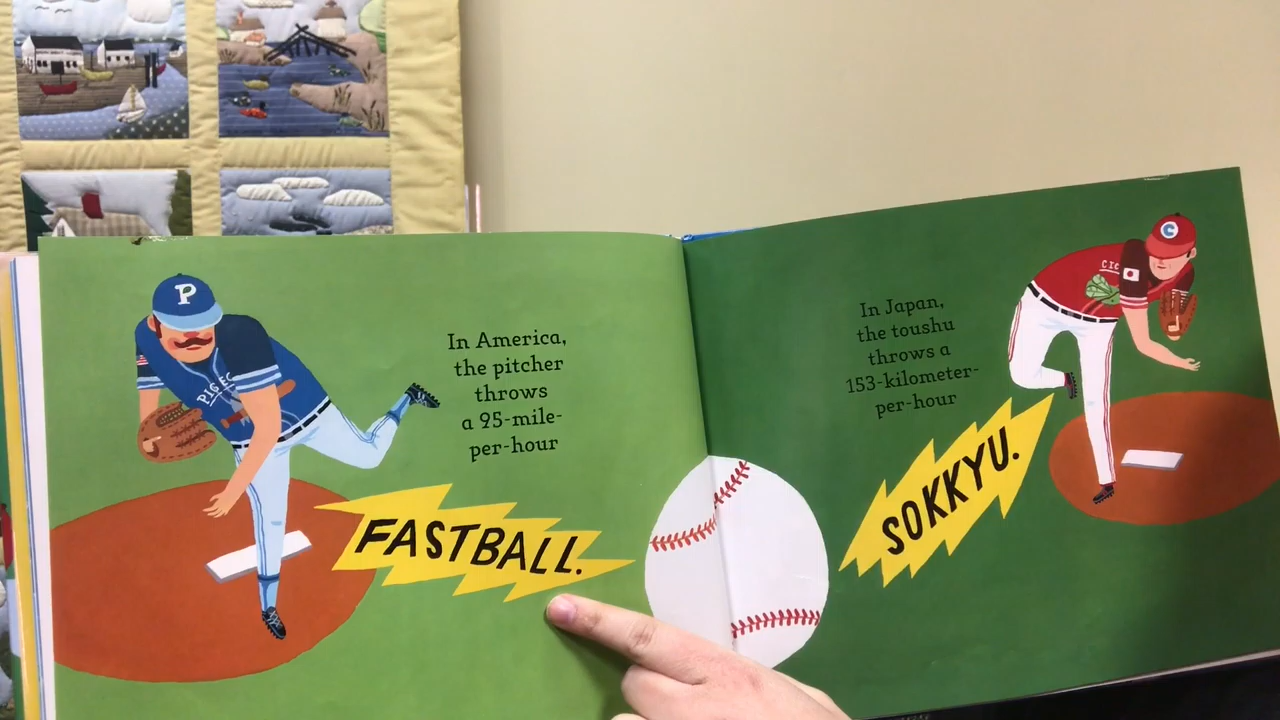 P
PIGEO
In America,
the pitcher
throws
a 95-mile-
per-hour
FASTBALL.
C
In Japan,
the toushu
throws a
153-kilometer-
per-hour
SOKKYU.